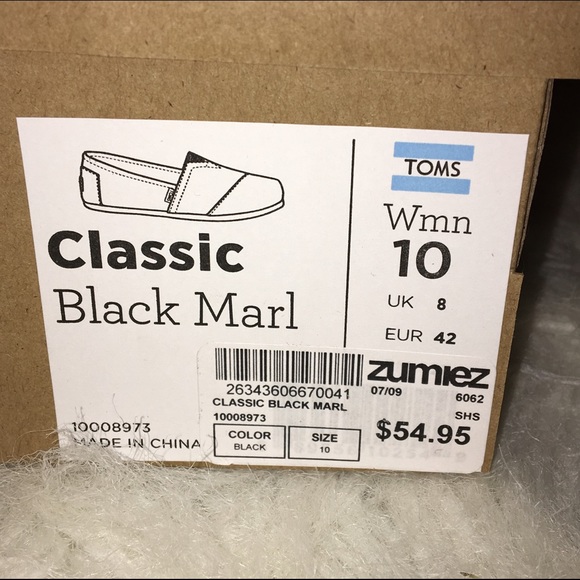 TOMS
Classic
Black Marl
Wmn
10
UK 8
EUR 42
10008973
MADE IN CHINA
zumiez
26343606670041
07/09 6062
CLASSIC BLACK MARL
10008973
SHS
COLOR
BLACK
SIZE
10
$54.95